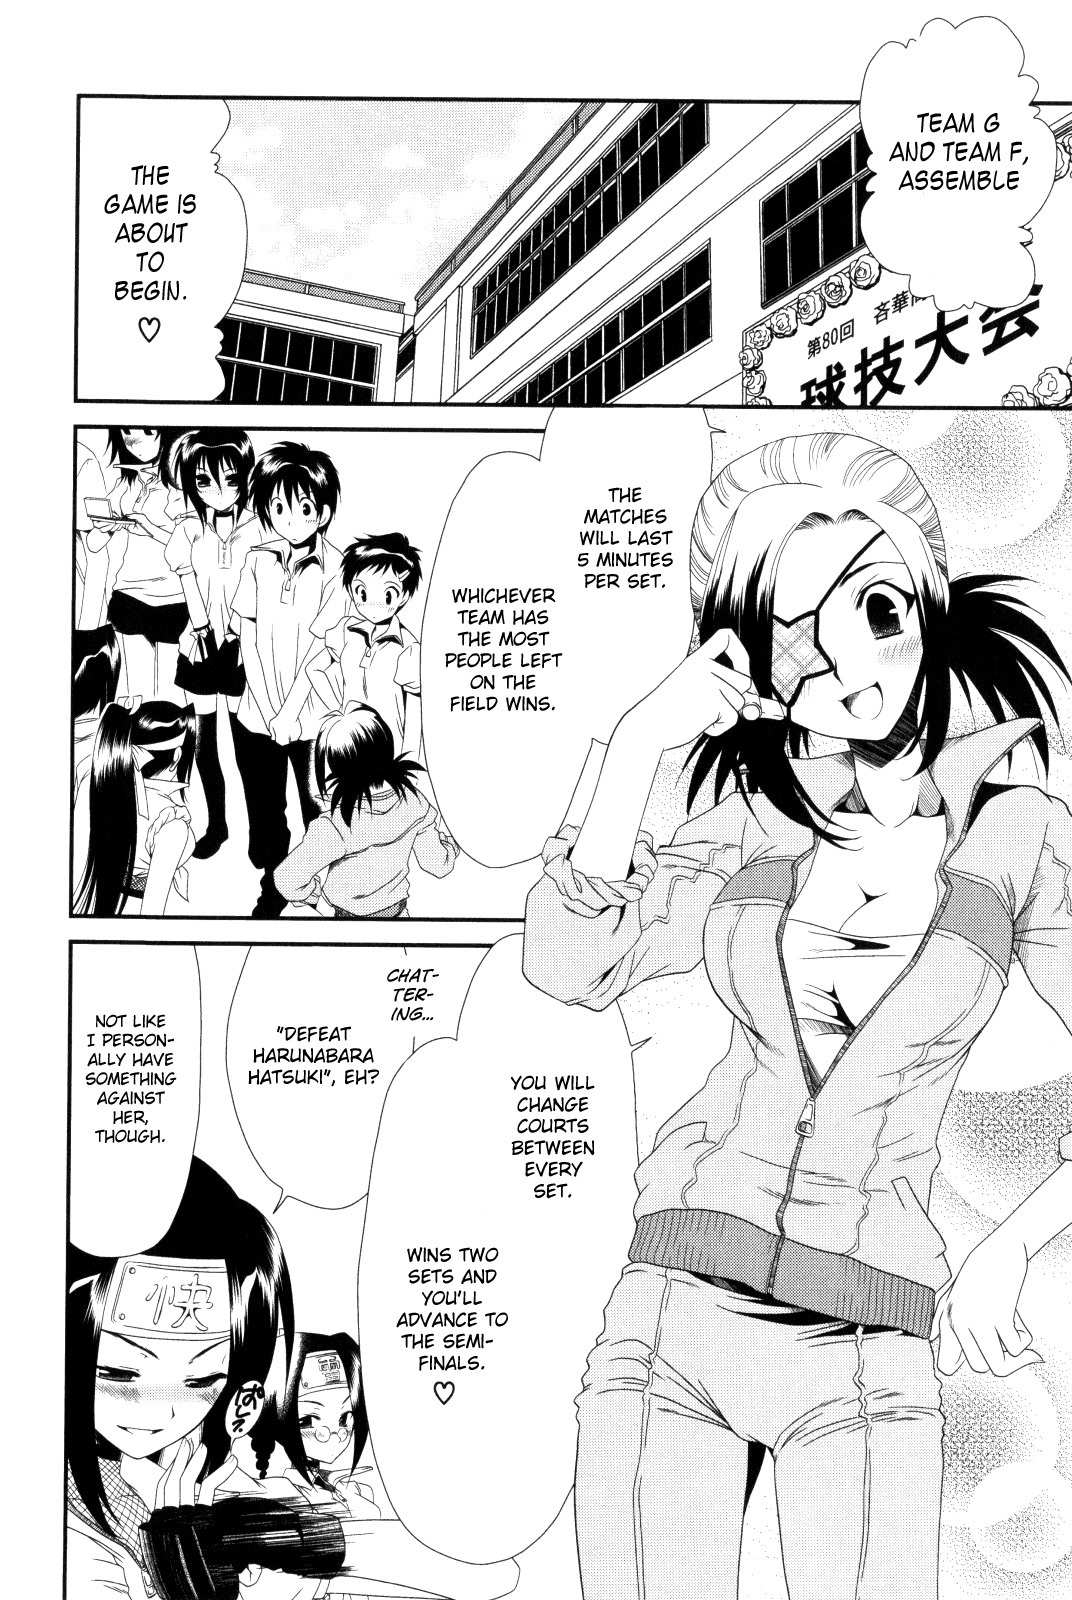 TEAM G
AND TEAM F,
ASSEMBLE
THE
GAME IS
ABOUT
TO
BEGIN.
♡
第80回 吝華
球技大会
THE
MATCHES
WILL LAST
5 MINUTES
PER SET.
WHICHEVER
TEAM HAS
THE MOST
PEOPLE LEFT
ON THE
FIELD WINS.
YOU WILL
CHANGE
COURTS
BETWEEN
EVERY
SET.
WINS TWO
SETS AND
YOU'LL
ADVANCE TO
THE SEMI-
FINALS.
♡
CHAT-
TER-
ING...
"DEFEAT
HARUNABARA
HATSUKI", EH?
NOT LIKE
I PERSON-
ALLY HAVE
SOMETHING
AGAINST
HER,
THOUGH.
快